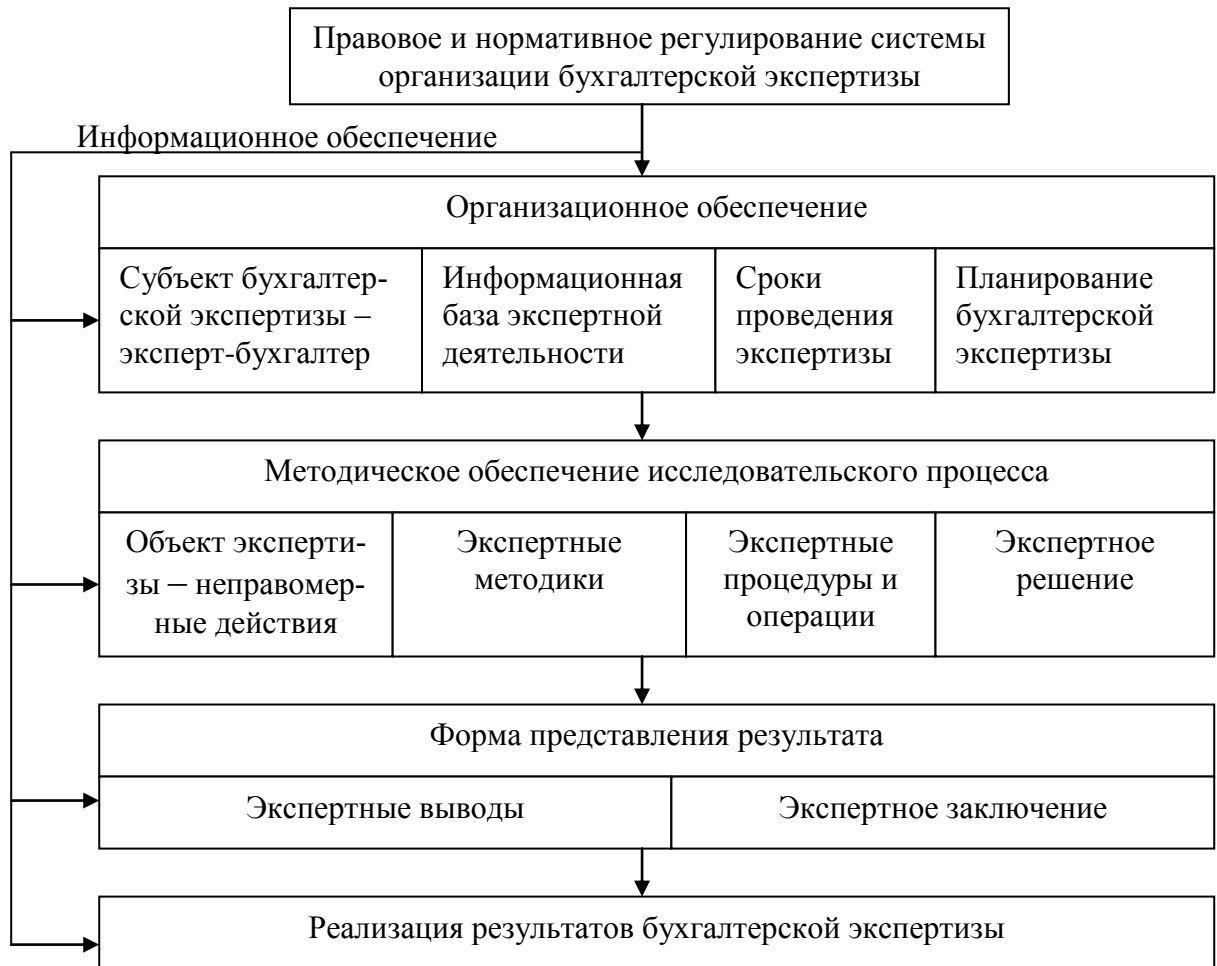 Правовое и нормативное регулирование системы
организации бухгалтерской экспертизы
Информационное обеспечение
Организационное обеспечение
Субъект бухгалтер-
ской экспертизы –
эксперт-бухгалтер
Информационная
база экспертной
деятельности
Сроки
проведения
экспертизы
Планирование
бухгалтерской
экспертизы
Методическое обеспечение исследовательского процесса
Объект эксперти-
зы – неправомер-
ные действия
Экспертные
методики
Экспертные
процедуры и
операции
Экспертное
решение
Форма представления результата
Экспертные выводы
Экспертное заключение
Реализация результатов бухгалтерской экспертизы